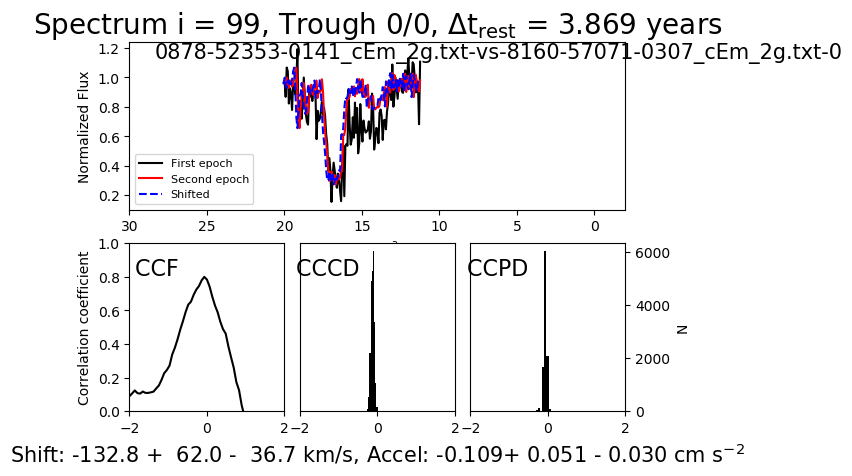 Spectrum i = 99, Trough 0/0, Δt_rest = 3.869 years
0878-52353-0141_cEm_2g.txt-vs-8160-57071-0307_cEm_2g.txt-0
Normalized Flux
1.2
1.0
0.8
0.6
0.4
0.2
First epoch
Second epoch
Shifted
30 25 20 15 10 5 0
Correlation coefficient
1.0
0.8
0.6
0.4
0.2
0.0
CCF
−2 0 2
CCCD
−2 0 2
CCPD
−2 0 2
6000
4000
2000
0
N
Shift: -132.8 + 62.0 - 36.7 km/s, Accel: -0.109+ 0.051 - 0.030 cm s⁻²